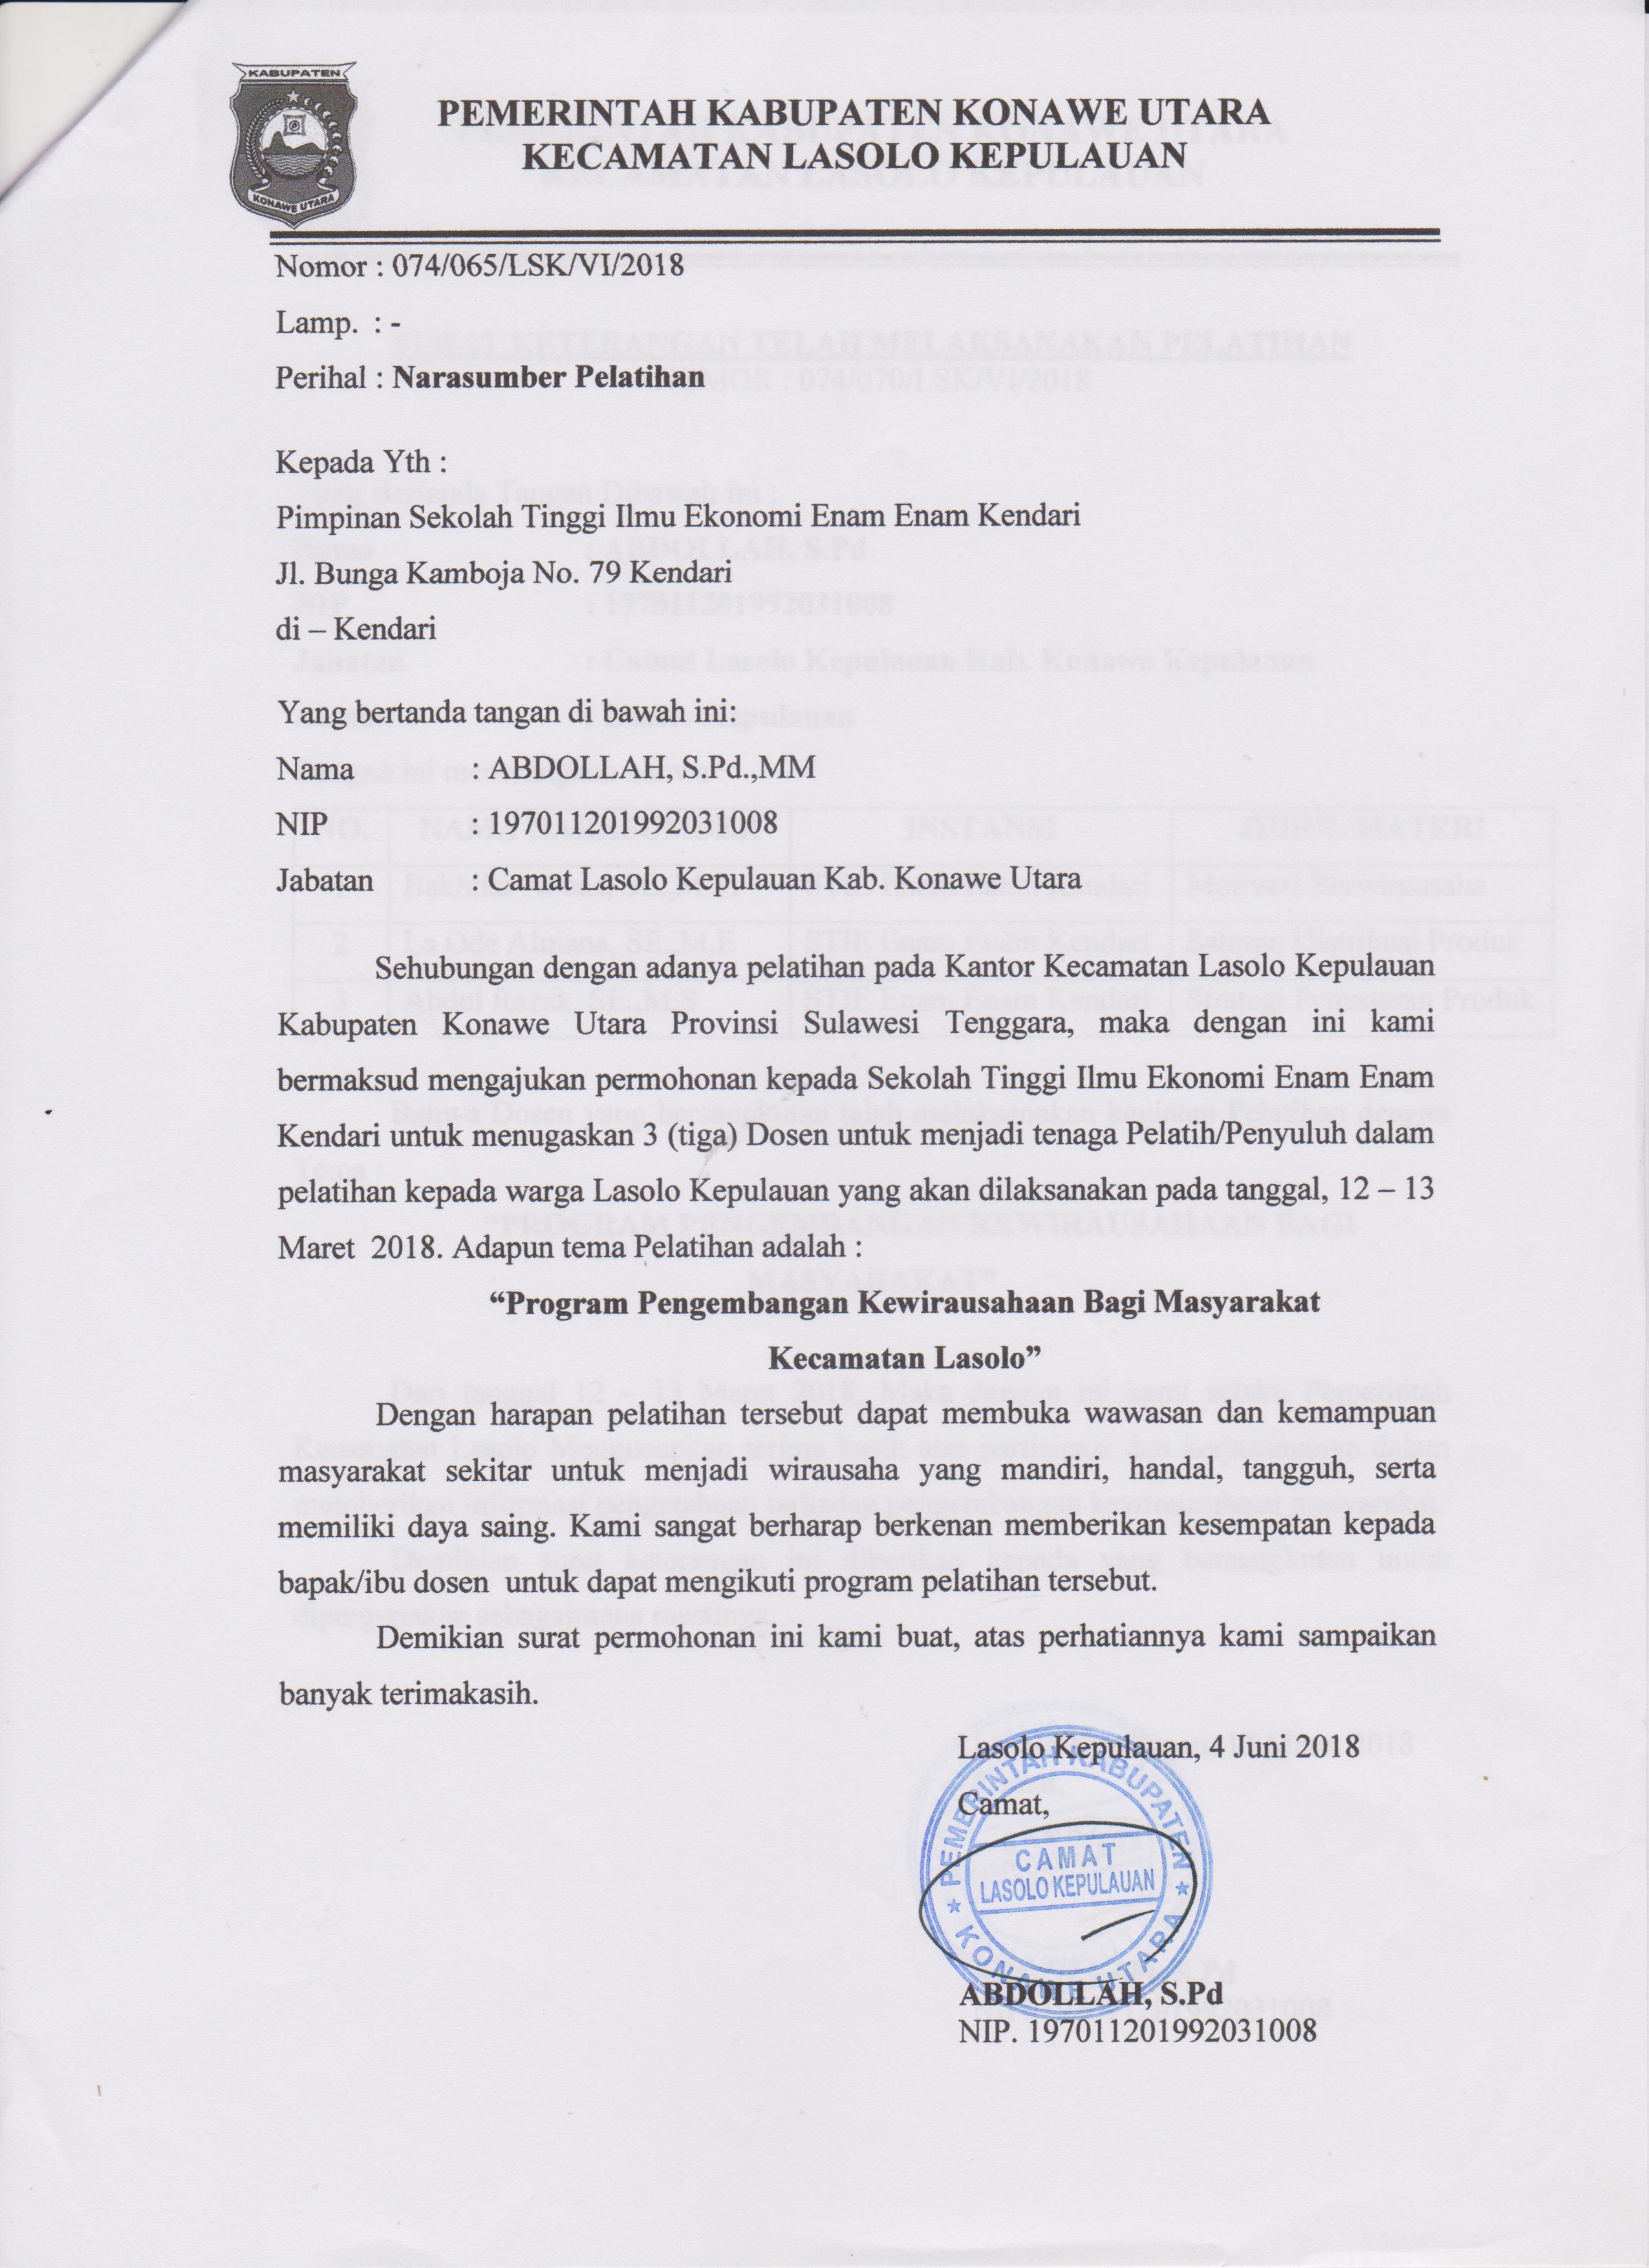 KABUPATEN
KONAWE UTARA
PEMERINTAH KABUPATEN KONAWE UTARA
KECAMATAN LASOLO KEPULAUAN
Nomor : 074/065/LSK/VI/2018
Lamp. : -
Perihal : Narasumber Pelatihan
Kepada Yth :
Pimpinan Sekolah Tinggi Ilmu Ekonomi Enam Enam Kendari
Jl. Bunga Kamboja No. 79 Kendari
di – Kendari
Yang bertanda tangan di bawah ini:
Nama : ABDOLLAH, S.Pd.,MM
NIP : 197011201992031008
Jabatan : Camat Lasolo Kepulauan Kab. Konawe Utara
Sehubungan dengan adanya pelatihan pada Kantor Kecamatan Lasolo Kepulauan
Kabupaten Konawe Utara Provinsi Sulawesi Tenggara, maka dengan ini kami
bermaksud mengajukan permohonan kepada Sekolah Tinggi Ilmu Ekonomi Enam Enam
Kendari untuk menugaskan 3 (tiga) Dosen untuk menjadi tenaga Pelatih/Penyuluh dalam
pelatihan kepada warga Lasolo Kepulauan yang akan dilaksanakan pada tanggal, 12 – 13
Maret 2018. Adapun tema Pelatihan adalah :
“Program Pengembangan Kewirausahaan Bagi Masyarakat
Kecamatan Lasolo”
Dengan harapan pelatihan tersebut dapat membuka wawasan dan kemampuan
masyarakat sekitar untuk menjadi wirausaha yang mandiri, handal, tangguh, serta
memiliki daya saing. Kami sangat berharap berkenan memberikan kesempatan kepada
bapak/ibu dosen untuk dapat mengikuti program pelatihan tersebut.
Demikian surat permohonan ini kami buat, atas perhatiannya kami sampaikan
banyak terimakasih.
Lasolo Kepulauan, 4 Juni 2018
Camat,
PEMERINTAH KABUPATEN
CAMAT
LASOLO KEPULAUAN
KONAWE UTARA
ABDOLLAH, S.Pd
NIP. 197011201992031008